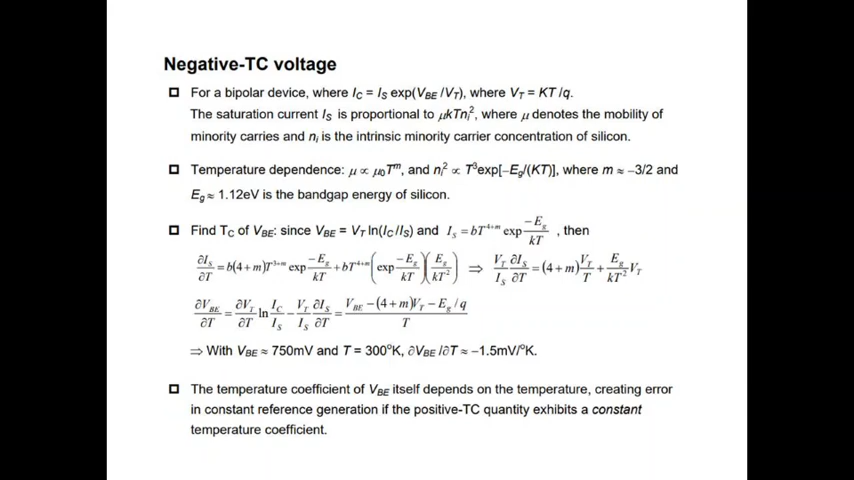 Negative-TC voltage
For a bipolar device, where I_C = I_S exp(V_BE /V_T), where V_T = KT /q.
The saturation current I_S is proportional to μkTn_i², where μ denotes the mobility of
minority carries and n_i is the intrinsic minority carrier concentration of silicon.
Temperature dependence: μ ∝ μ₀T^m, and n_i² ∝ T³exp[−E_g/(KT)], where m ≈ −3/2 and
E_g ≈ 1.12eV is the bandgap energy of silicon.
Find T_C of V_BE: since V_BE = V_T ln(I_C/I_S) and I_S = bT^{4+m} exp −E_g/kT , then
∂I_S/∂T = b(4+m)T^{3+m} exp −E_g/kT + bT^{4+m} (exp −E_g/kT)(E_g/kT²) ⇒ V_T/I_S ∂I_S/∂T = (4+m) V_T/T + E_g/kT² V_T
∂V_BE/∂T = ∂V_T/∂T ln I_C/I_S − V_T/I_S ∂I_S/∂T = V_BE − (4+m)V_T − E_g / q/T
⇒ With V_BE ≈ 750mV and T = 300°K, ∂V_BE /∂T ≈ −1.5mV/°K.
The temperature coefficient of V_BE itself depends on the temperature, creating error
in constant reference generation if the positive-TC quantity exhibits a constant
temperature coefficient.